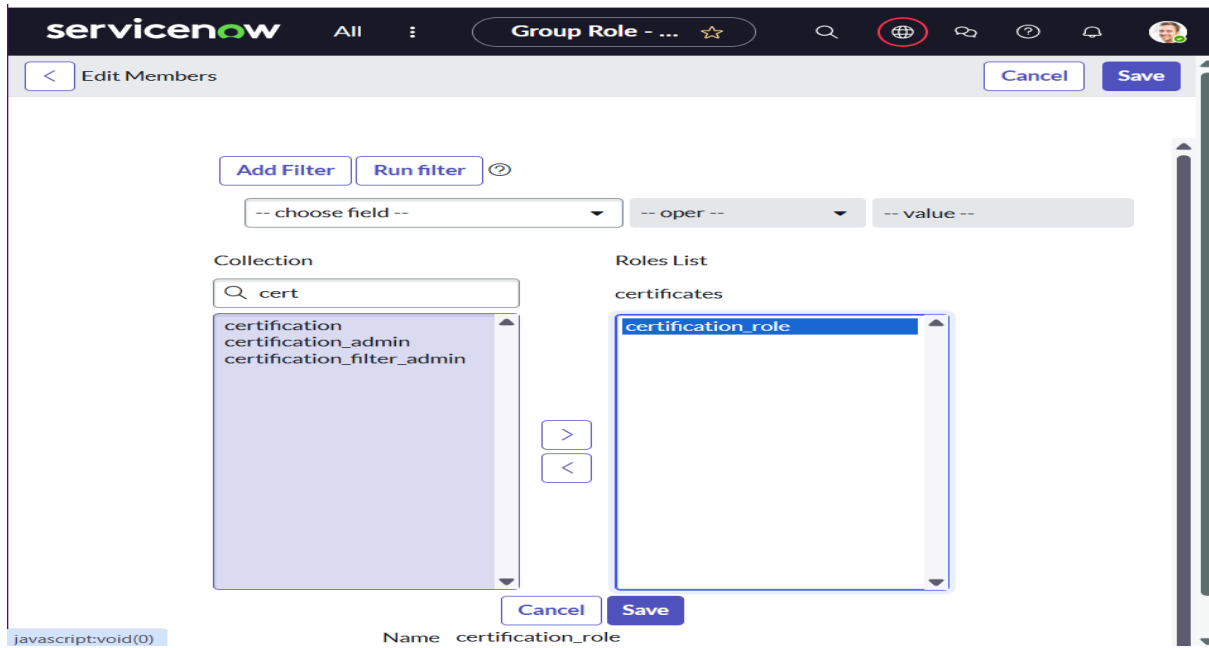 servicenow All Group Role - ...
< Edit Members Cancel Save
Add Filter Run filter
-- choose field -- -- oper -- -- value --
Collection Roles List
cert certificates
certification certification_role
certification_admin
certification_filter_admin
>
<
Cancel Save
javascript:void(0) Name certification_role